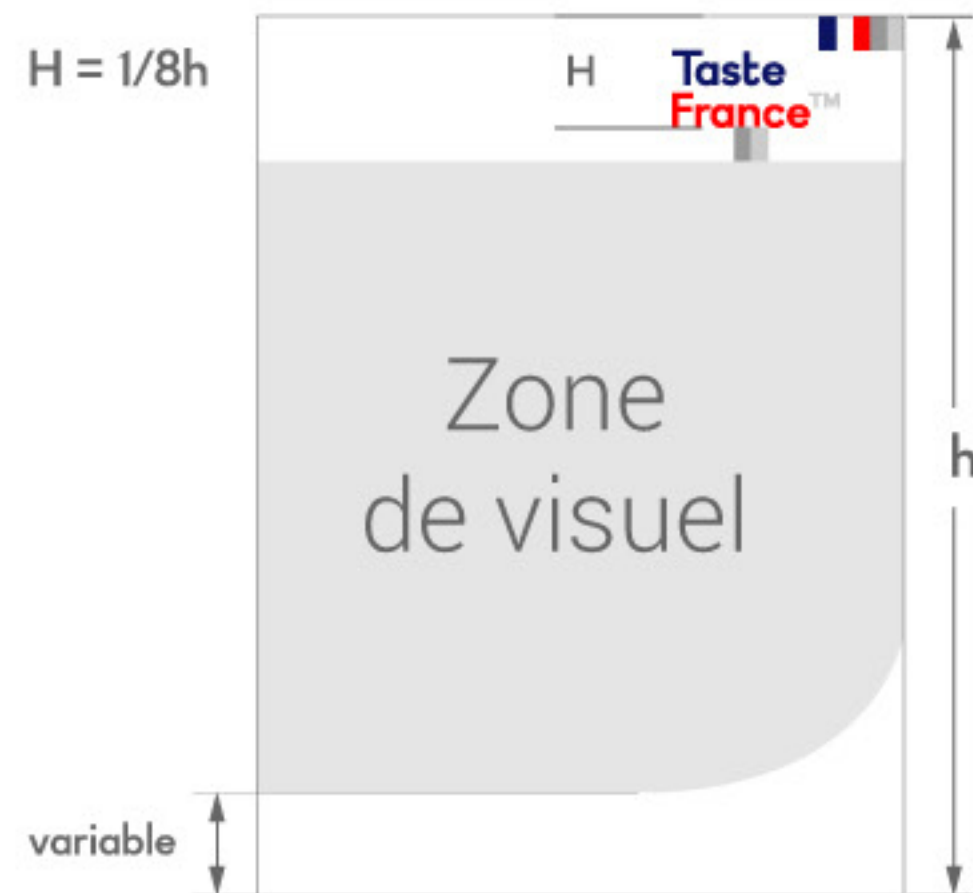 H = 1/8h
H
Taste
France™
Zone
de visuel
h
variable